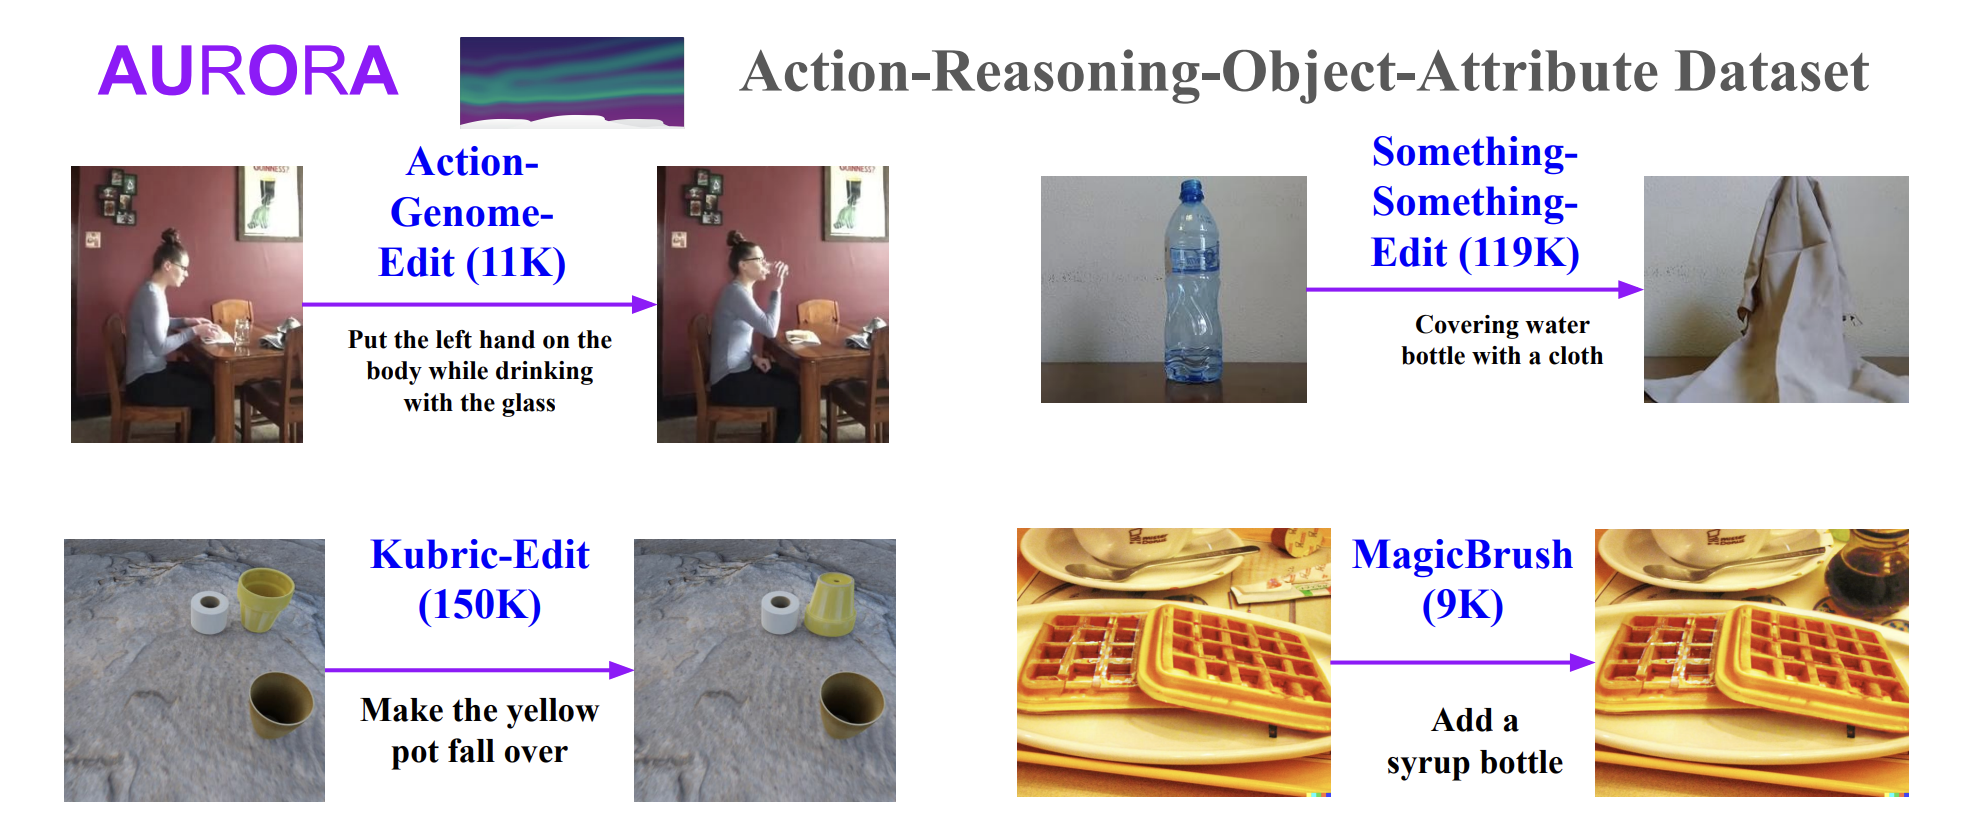 AURORA
Action-Reasoning-Object-Attribute Dataset
Action-
Genome-
Edit (11K)
Put the left hand on the
body while drinking
with the glass
GUINNESS?
Something-
Something-
Edit (119K)
Covering water
bottle with a cloth
Kubric-Edit
(150K)
Make the yellow
pot fall over
MagicBrush
(9K)
Add a
syrup bottle